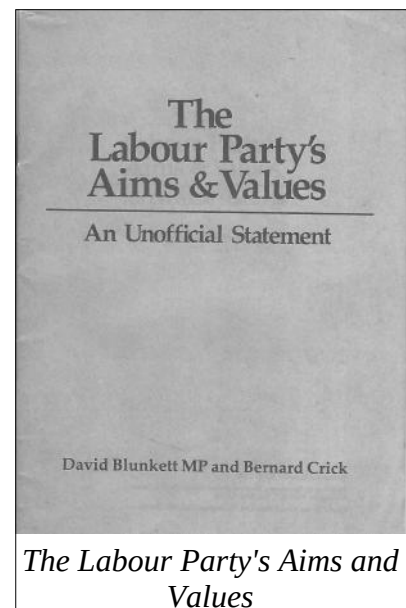 The
Labour Party's
Aims & Values
An Unofficial Statement
David Blunkett MP and Bernard Crick
The Labour Party's Aims and
Values